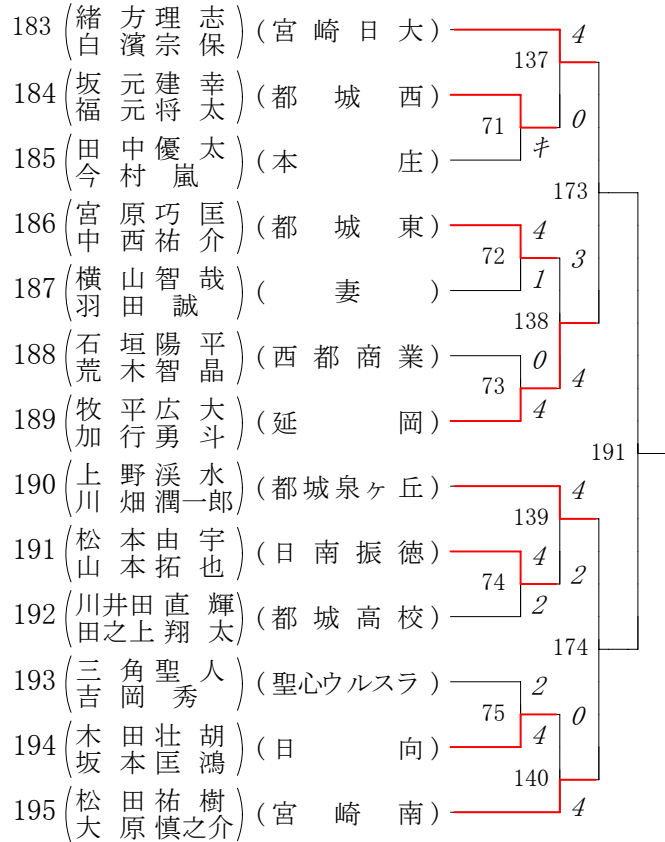 183 (緒方理志 白濱宗保) (宮崎日大) 4
137
184 (坂元建幸 福元将太) (都城西) 0
71
キ
185 (田中優太 今村嵐) (本庄)
173
186 (宮原巧匡 中西祐介) (都城東) 4
72 3
1
187 (横山智哉 羽田誠) (妻)
138
188 (石垣陽平 荒木智晶) (西都商業) 0
73 4
4
189 (牧平広大 加行勇斗) (延岡)
191
190 (上野渓水 川畑潤一郎) (都城泉ヶ丘) 4
139
191 (松本由宇 山本拓也) (日南振徳) 4
74 2
2
192 (川井田直輝 田之上翔太) (都城高校)
174
193 (三角聖人 吉岡秀) (聖心ウルスラ) 2
75 0
4
194 (木田壮胡 坂本匡鴻) (日向)
140
195 (松田祐樹 大原慎之介) (宮崎南) 4